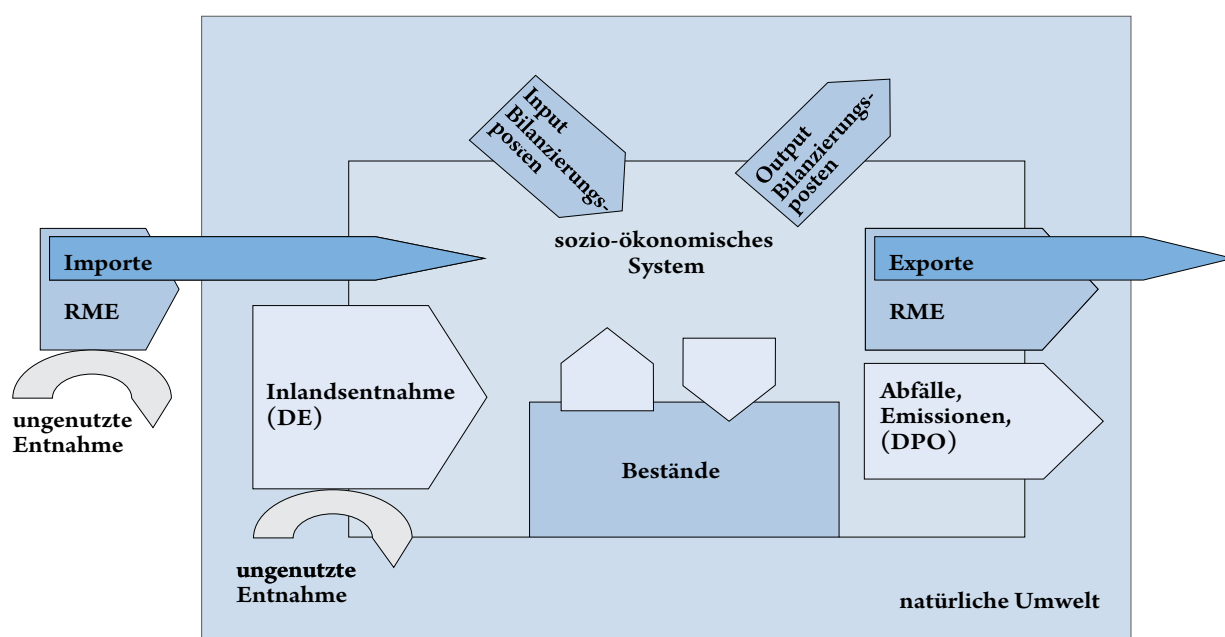 Input
Bilanzierungs-
posten
Output
Bilanzierungs-
posten
sozio-ökonomisches
System
Importe
RME
ungenutzte
Entnahme
Inlandsentnahme
(DE)
ungenutzte
Entnahme
Bestände
Exporte
RME
Abfälle,
Emissionen,
(DPO)
natürliche Umwelt